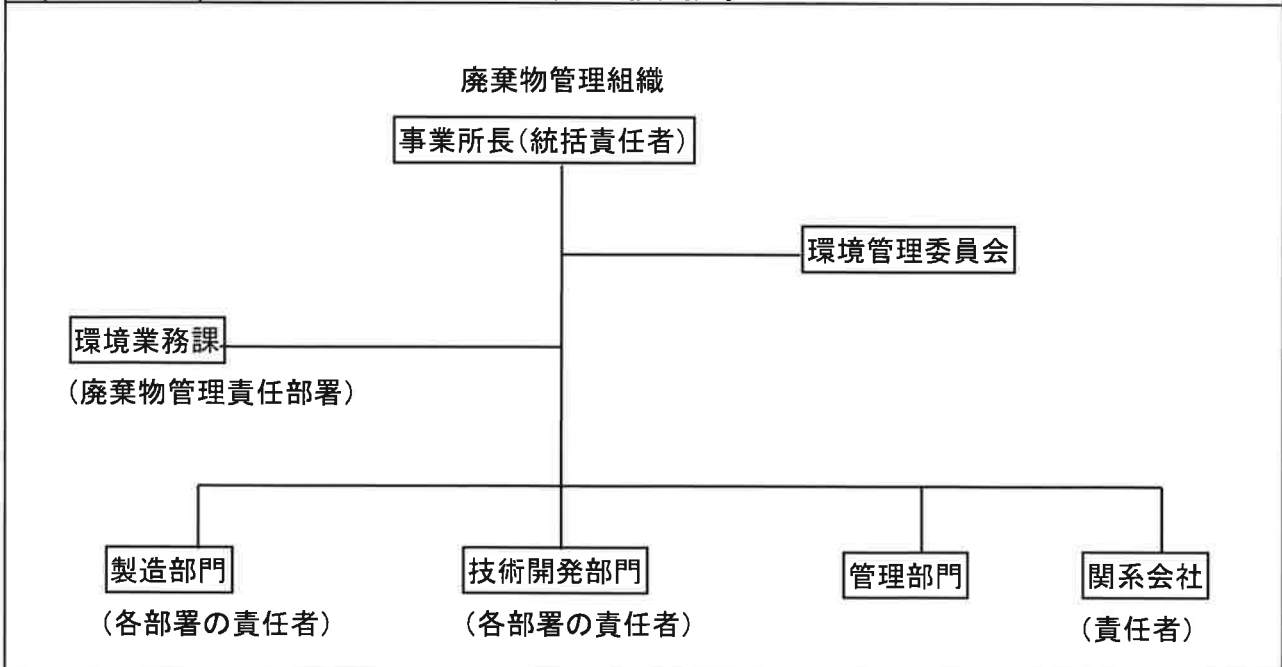 廃棄物管理組織
事業所長(統括責任者)
環境管理委員会
環境業務課
(廃棄物管理責任部署)
製造部門
技術開発部門
管理部門
関系会社
(各部署の責任者)
(各部署の責任者)
(責任者)